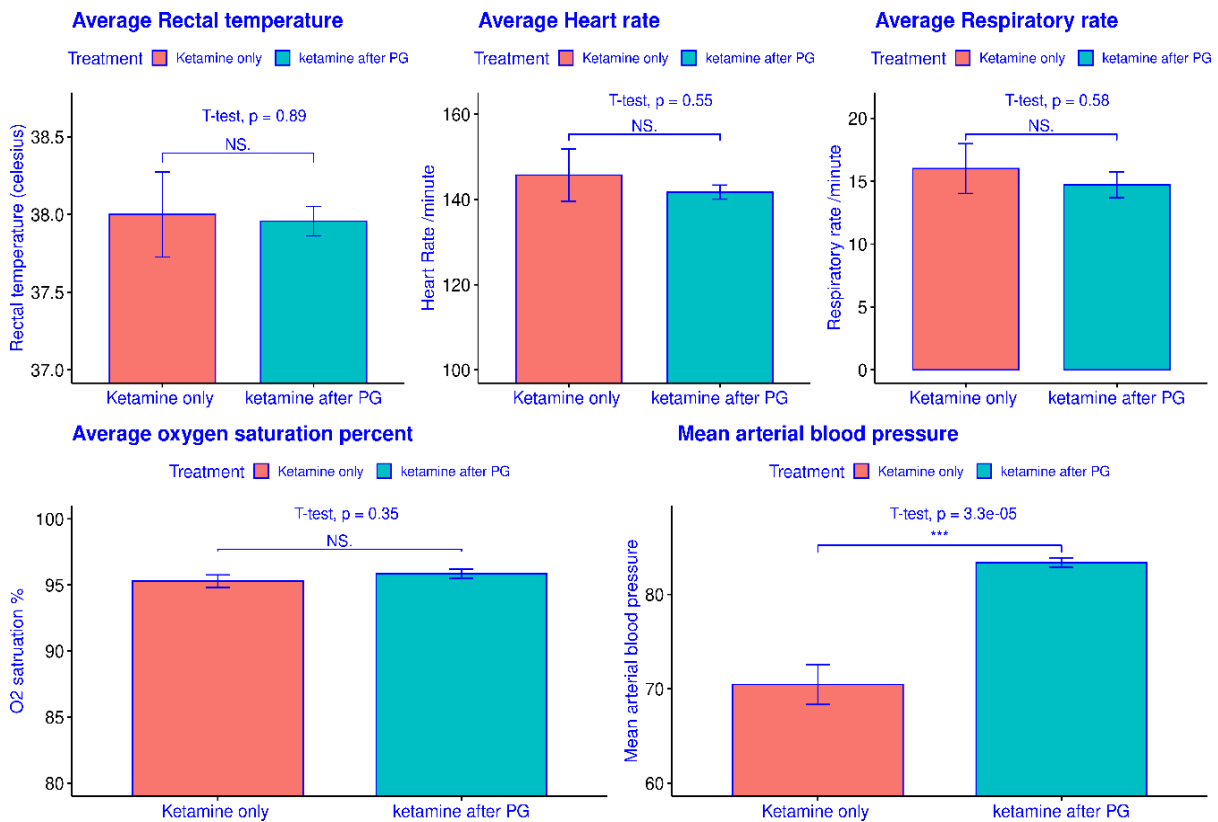 Average Rectal temperature
Treatment Ketamine only ketamine after PG
T-test, p = 0.89
NS.
38.5
38.0
37.5
37.0
Rectal temperature (celesius)
Ketamine only ketamine after PG
Average Heart rate
Treatment Ketamine only ketamine after PG
T-test, p = 0.55
NS.
160
140
120
100
Heart Rate /minute
Ketamine only ketamine after PG
Average Respiratory rate
Treatment Ketamine only ketamine after PG
T-test, p = 0.58
NS.
20
15
10
5
0
Respiratory rate /minute
Ketamine only ketamine after PG
Average oxygen saturation percent
Treatment Ketamine only ketamine after PG
T-test, p = 0.35
NS.
100
95
90
85
80
O2 satruation %
Ketamine only ketamine after PG
Mean arterial blood pressure
Treatment Ketamine only ketamine after PG
T-test, p = 3.3e-05
***
80
70
60
Mean arterial blood pressure
Ketamine only ketamine after PG